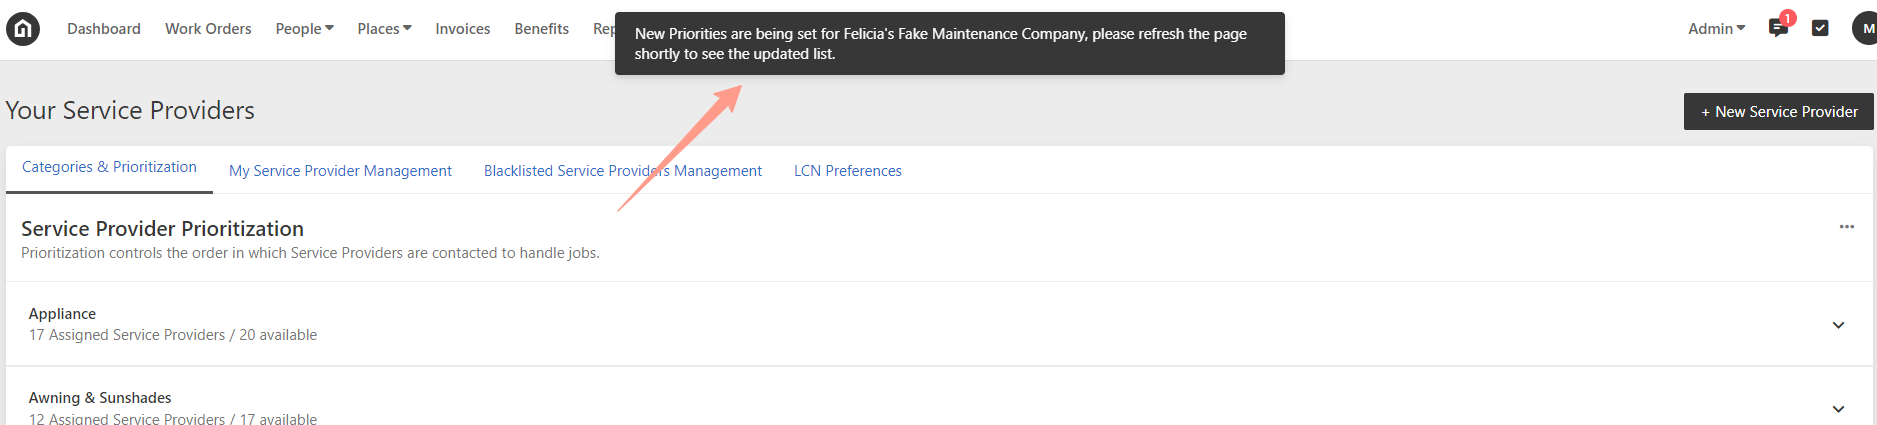 Dashboard Work Orders People Places Invoices Benefits Rep Admin 1 M
New Priorities are being set for Felicia's Fake Maintenance Company, please refresh the page
shortly to see the updated list.
Your Service Providers
+ New Service Provider
Categories & Prioritization My Service Provider Management Blacklisted Service Providers Management LCN Preferences
Service Provider Prioritization
Prioritization controls the order in which Service Providers are contacted to handle jobs.
Appliance
17 Assigned Service Providers / 20 available
Awning & Sunshades
12 Assigned Service Providers / 17 available